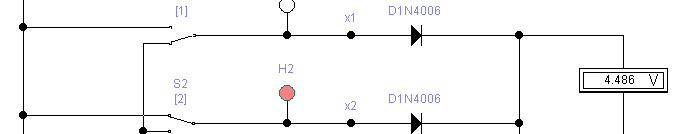 [1]
x1
D1N4006
S2
[2]
H2
x2
D1N4006
4.486 V